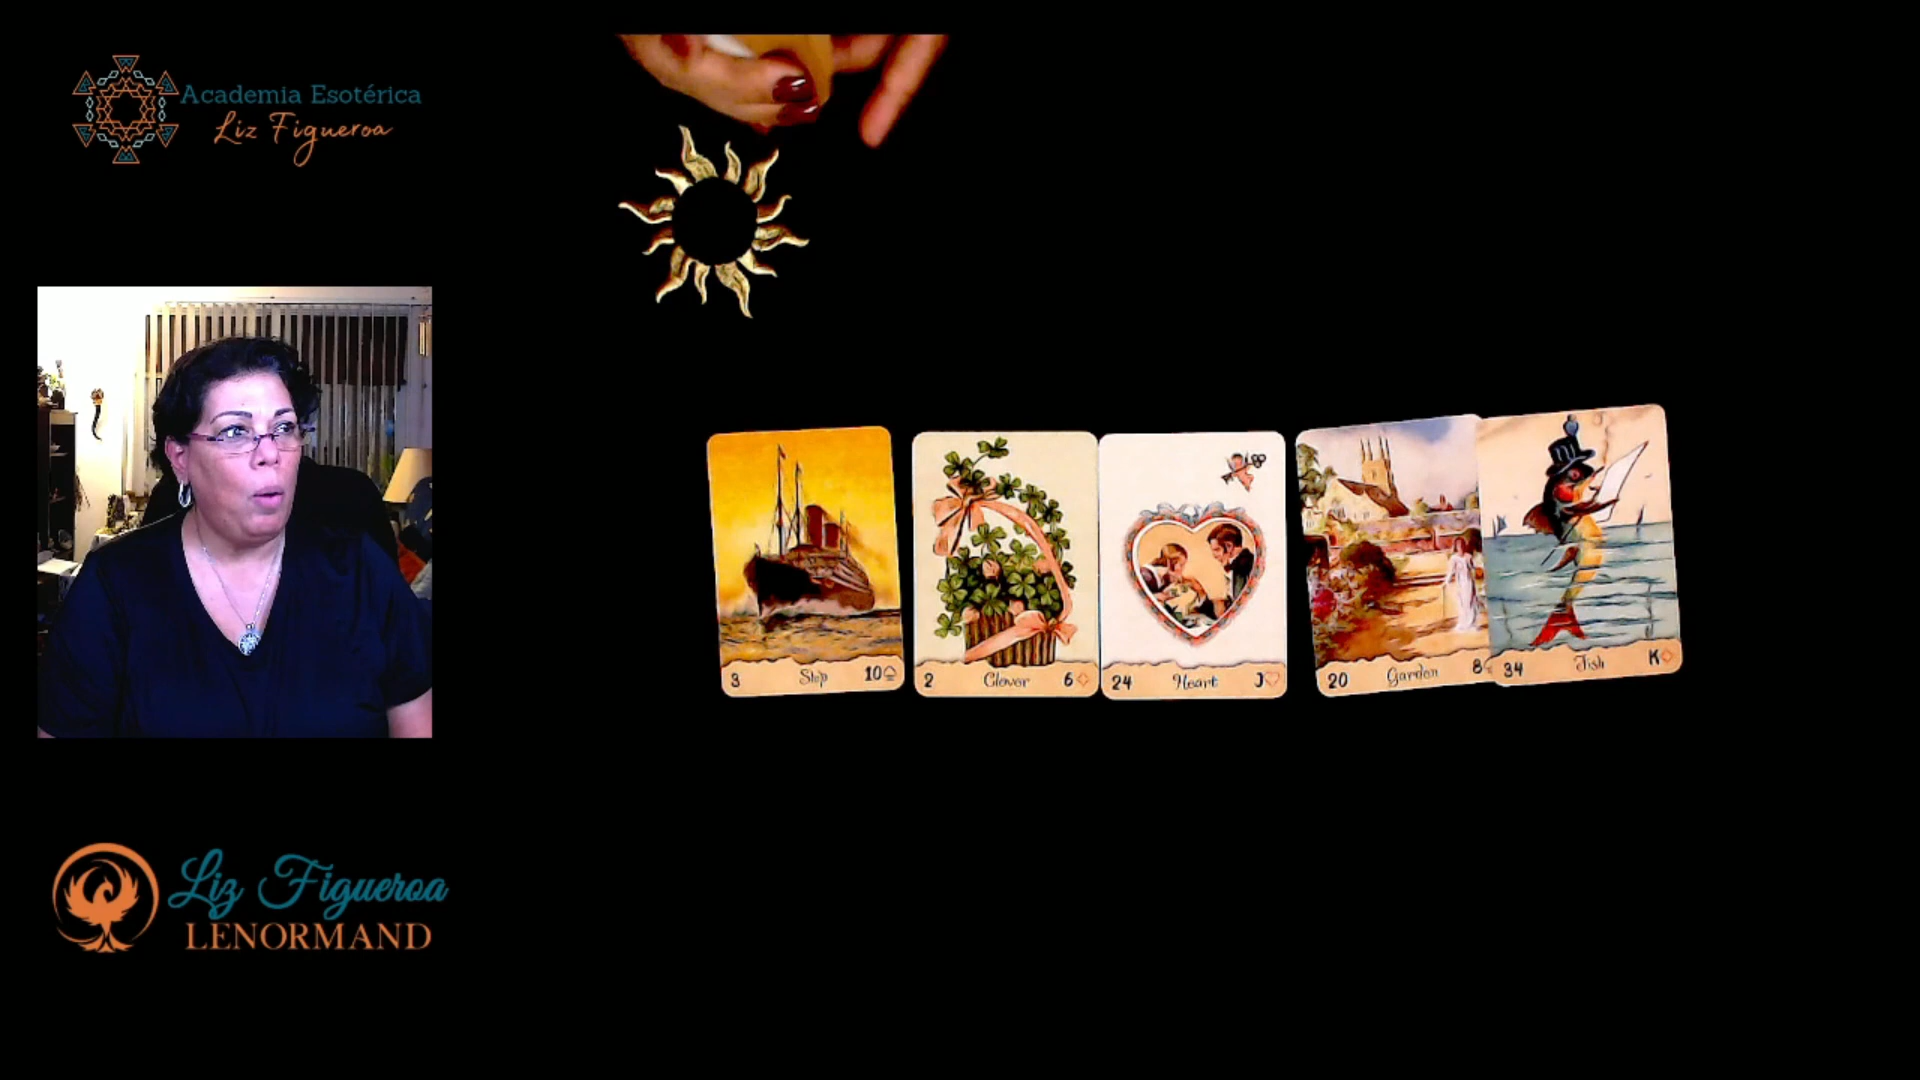 Academia Esotérica
Liz Figueroa
3 Ship 10
2 Clover 6
24 Heart J
20 Garden 8
34 Fish K
Liz Figueroa
LENORMAND